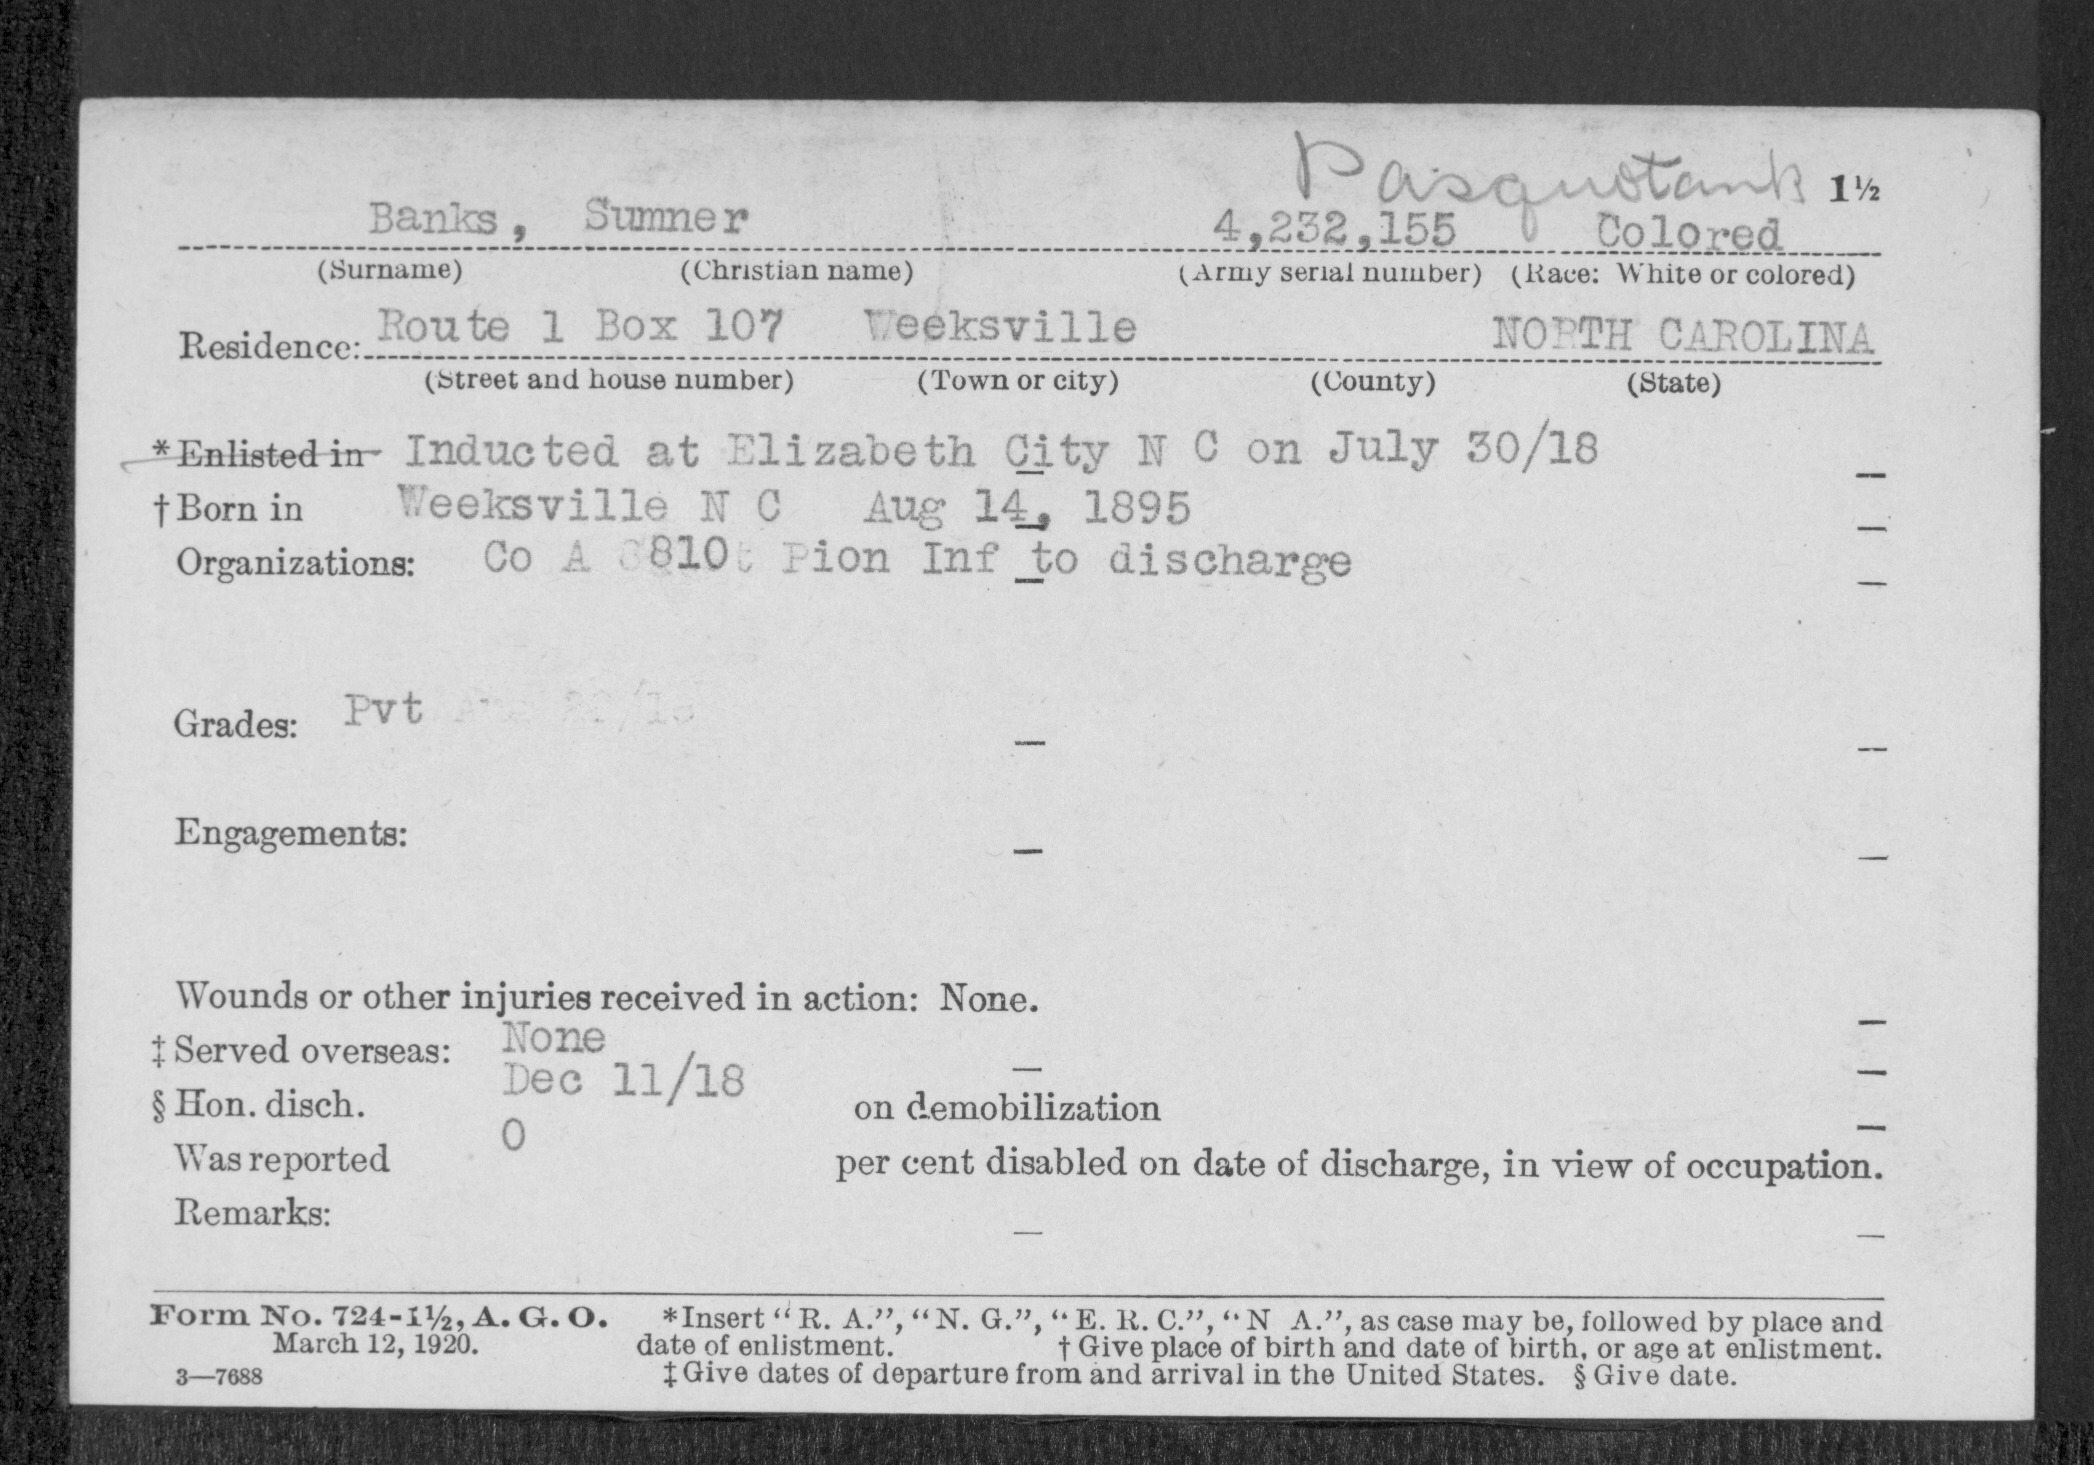 Pasquotank 1½
Banks, Sumner 4,232,155 Colored
(Surname) (Christian name) (Army serial number) (Race: White or colored)
Residence: Route 1 Box 107 Weeksville NORTH CAROLINA
(Street and house number) (Town or city) (County) (State)
*Enlisted in Inducted at Elizabeth City N C on July 30/18
†Born in Weeksville N C Aug 14, 1895
Organizations: Co A 810 Pion Inf to discharge
Grades: Pvt
Engagements:
Wounds or other injuries received in action: None.
‡Served overseas: None
§Hon. disch. Dec 11/18 on demobilization
Was reported 0 per cent disabled on date of discharge, in view of occupation.
Remarks:
Form No. 724-1½, A. G. O. *Insert "R. A.", "N. G.", "E. R. C.", "N A.", as case may be, followed by place and
March 12, 1920. date of enlistment. †Give place of birth and date of birth, or age at enlistment.
3—7688 ‡Give dates of departure from and arrival in the United States. §Give date.